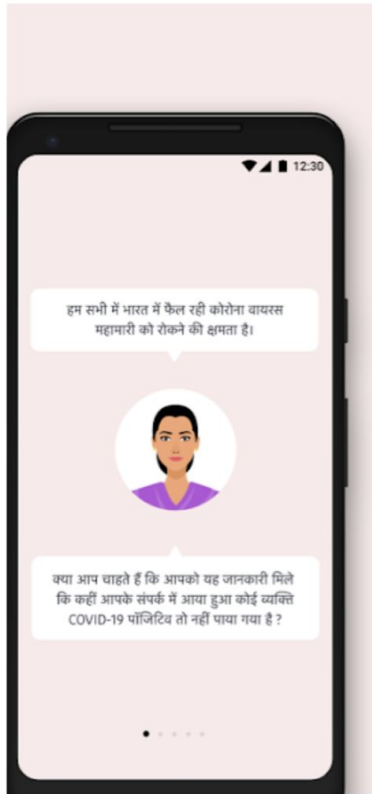 12:30
हम सभी में भारत में फैल रही कोरोना वायरस
महामारी को रोकने की क्षमता है।
क्या आप चाहते हैं कि आपको यह जानकारी मिले
कि कहीं आपके संपर्क में आया हुआ कोई व्यक्ति
COVID-19 पॉजिटिव तो नहीं पाया गया है ?